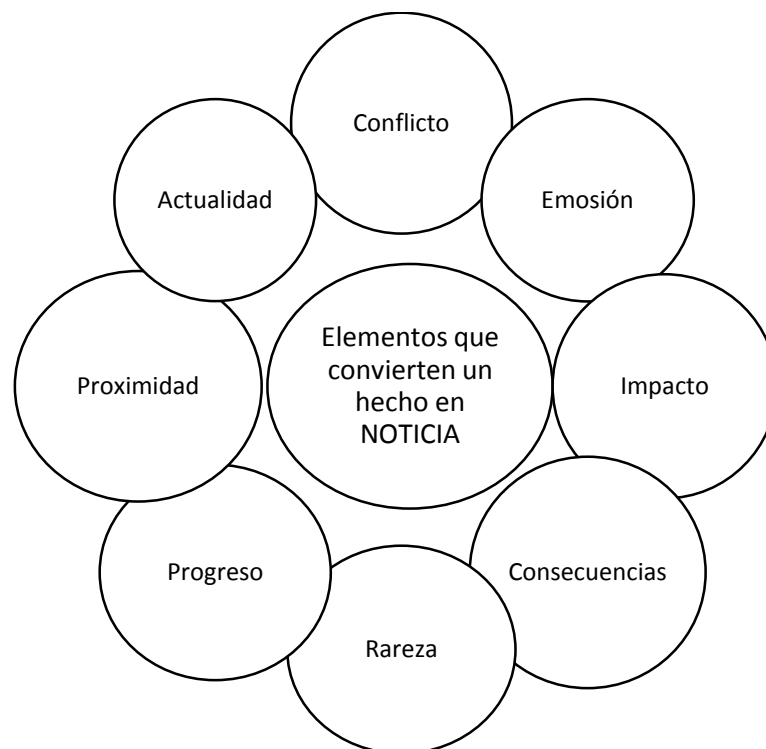 Conflicto
Actualidad
Emosión
Elementos que
convierten un
hecho en
NOTICIA
Proximidad
Impacto
Progreso
Consecuencias
Rareza